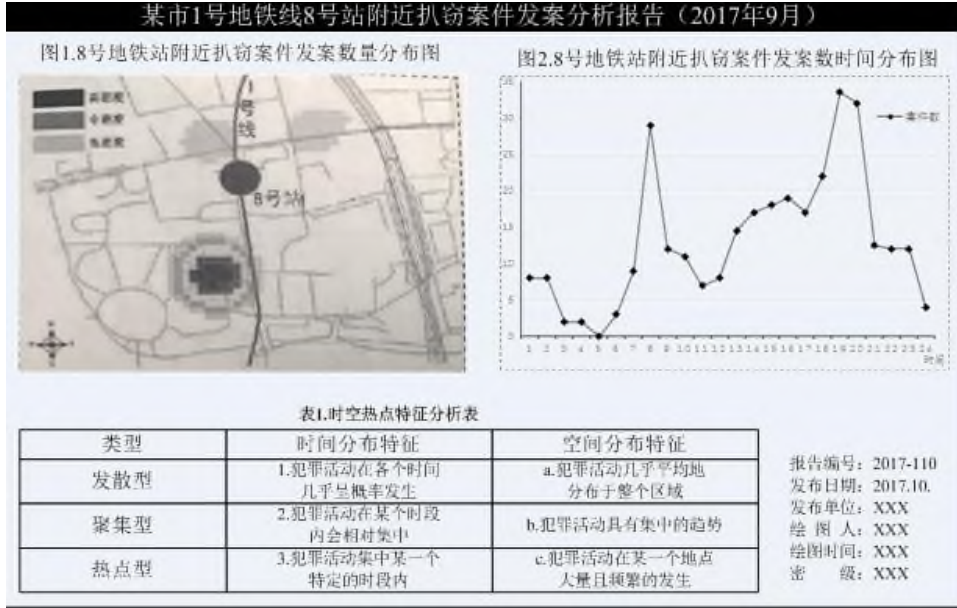 某市1号地铁线8号站附近扒窃案件发案分析报告（2017年9月）
图1.8号地铁站附近扒窃案件发案数量分布图
图2.8号地铁站附近扒窃案件发案数时间分布图
高密度
中密度
低密度
1号线
8号站
35
30
25
20
15
10
5
0
案件数
1 2 3 4 5 6 7 8 9 10 11 12 13 14 15 16 17 18 19 20 21 22 23 24
时间
表1.时空热点特征分析表
类型 时间分布特征 空间分布特征
发散型 1.犯罪活动在各个时间几乎呈概率发生 a.犯罪活动几乎平均地分布于整个区域
聚集型 2.犯罪活动在某个时段内会相对集中 b.犯罪活动具有集中的趋势
热点型 3.犯罪活动集中某一个特定的时段内 c.犯罪活动在某一个地点大量且频繁的发生
报告编号：2017-110
发布日期：2017.10.
发布单位：XXX
绘 图 人：XXX
绘图时间：XXX
密 级：XXX